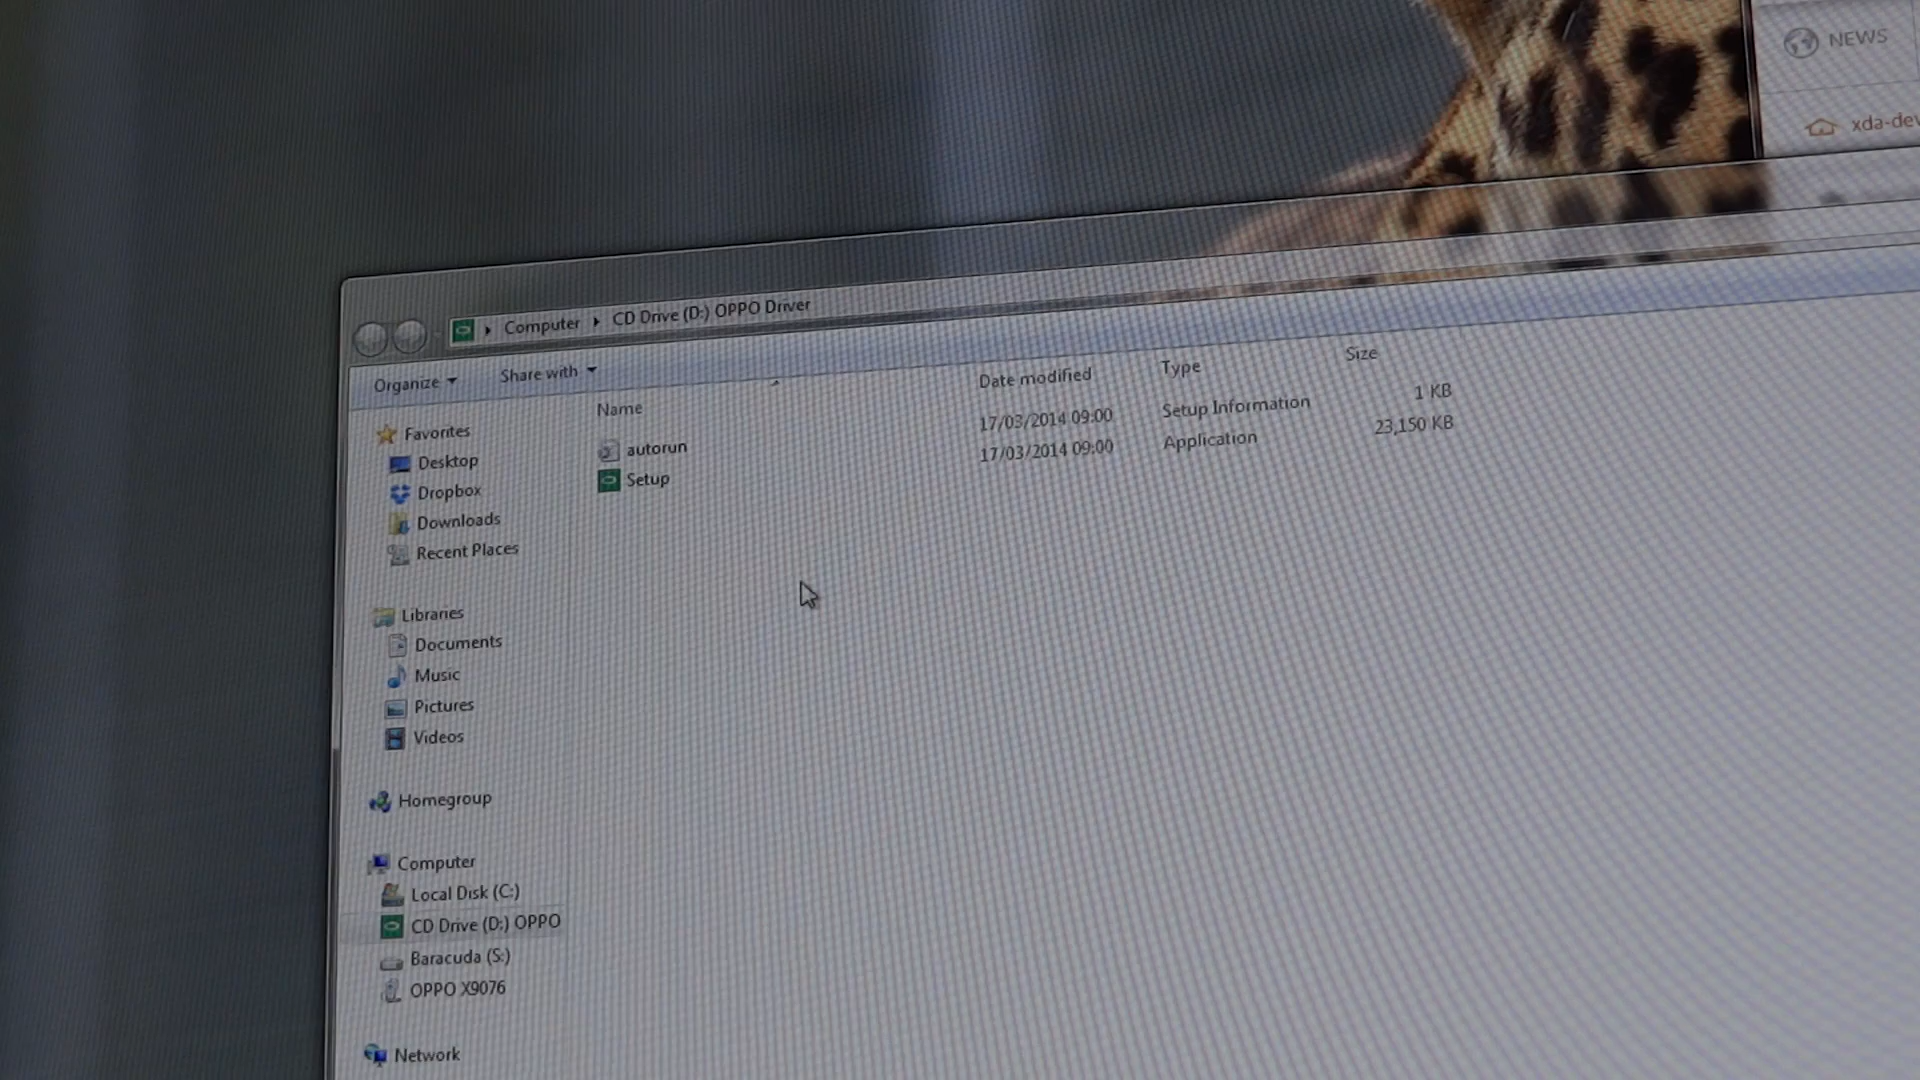 NEWS
xda-dev
Computer CD Drive (D:) OPPO Driver
Organize Share with
Name Date modified Type Size
autorun 17/03/2014 09:00 Setup Information 1 KB
Setup 17/03/2014 09:00 Application 23,150 KB
Favorites
Desktop
Dropbox
Downloads
Recent Places
Libraries
Documents
Music
Pictures
Videos
Homegroup
Computer
Local Disk (C:)
CD Drive (D:) OPPO
Baracuda (S:)
OPPO X9076
Network